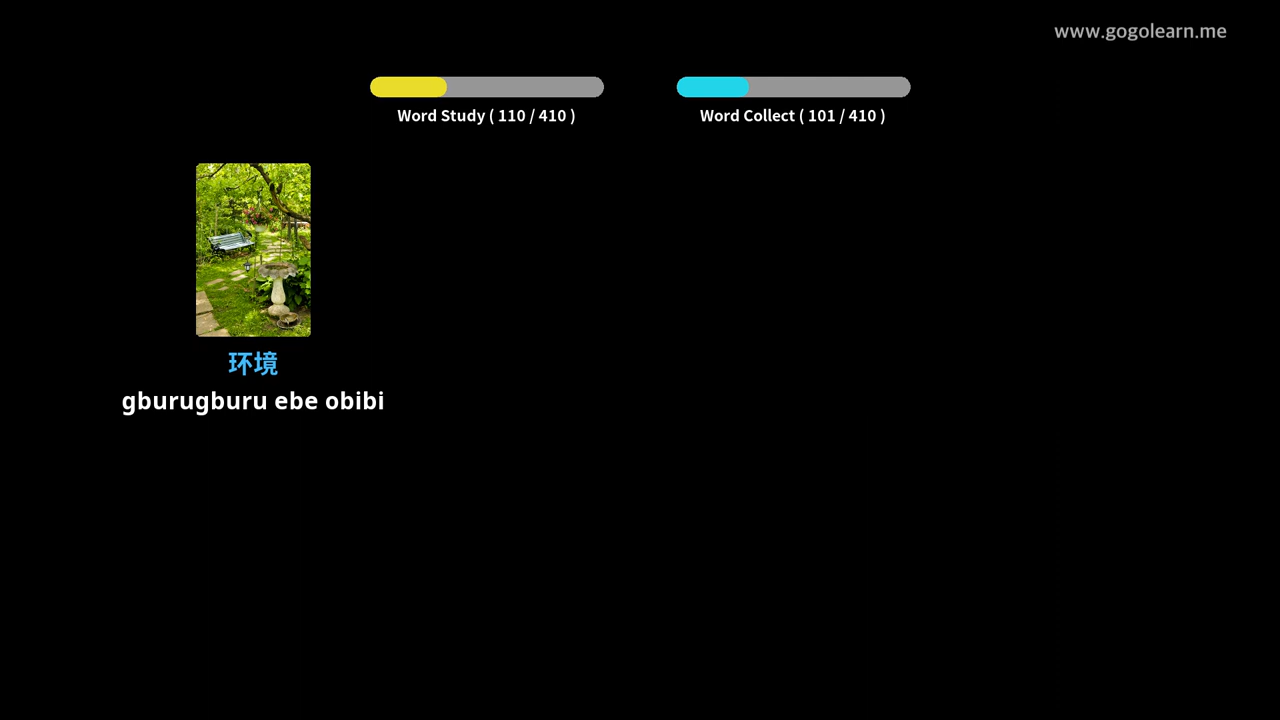 www.gogolearn.me
Word Study ( 110 / 410 )
Word Collect ( 101 / 410 )
环境
gburugburu ebe obibi